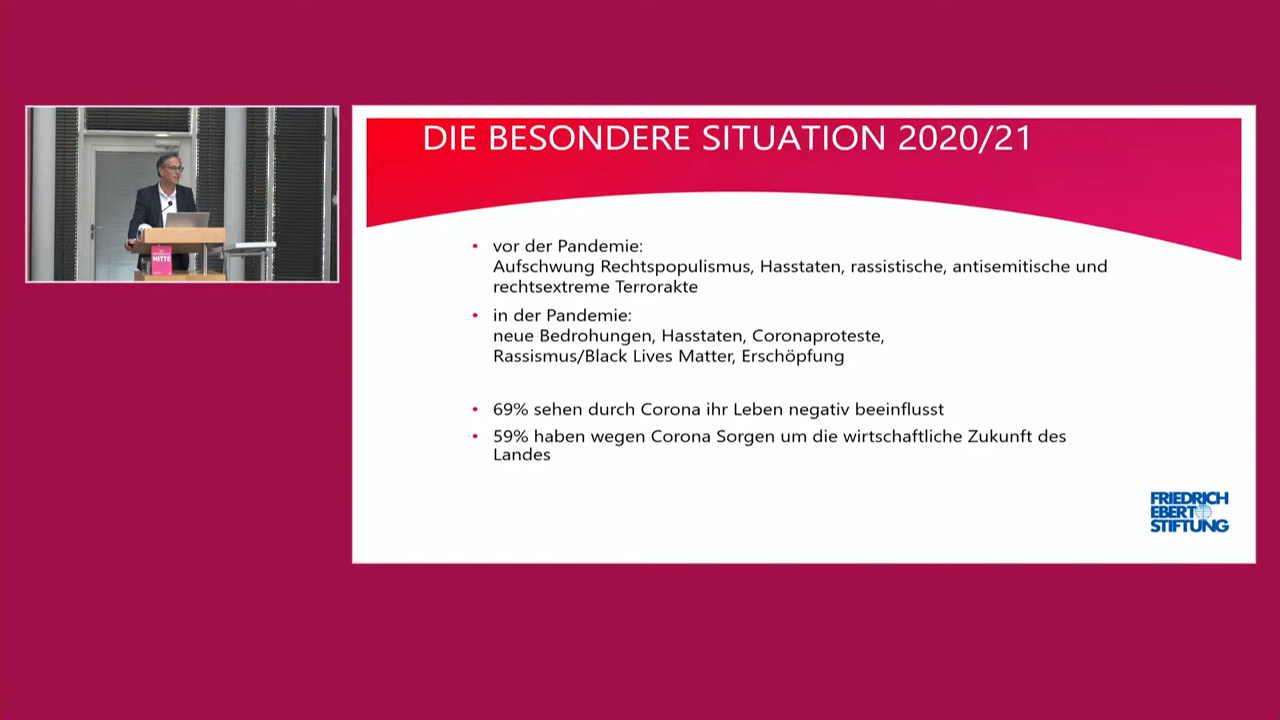 DIE BESONDERE SITUATION 2020/21
• vor der Pandemie:
Aufschwung Rechtspopulismus, Hasstaten, rassistische, antisemitische und
rechtsextreme Terrorakte
• in der Pandemie:
neue Bedrohungen, Hasstaten, Coronaproteste,
Rassismus/Black Lives Matter, Erschöpfung
• 69% sehen durch Corona ihr Leben negativ beeinflusst
• 59% haben wegen Corona Sorgen um die wirtschaftliche Zukunft des
Landes
FRIEDRICH
EBERT
STIFTUNG
MITTE